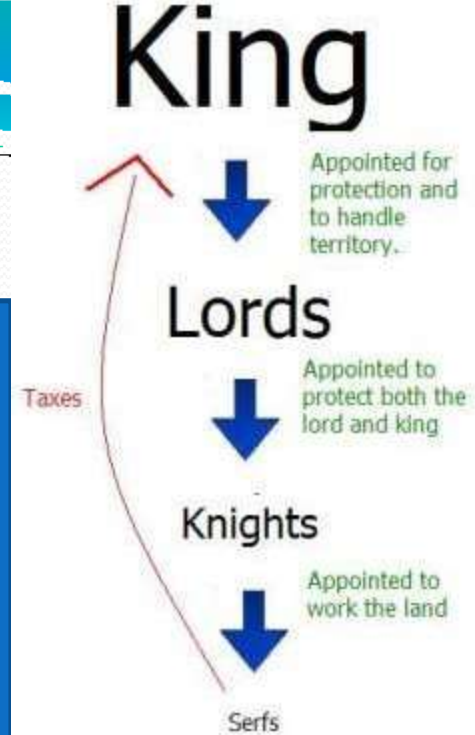 King
Appointed for
protection and
to handle
territory.
Lords
Taxes
Appointed to
protect both the
lord and king
Knights
Appointed to
work the land
Serfs